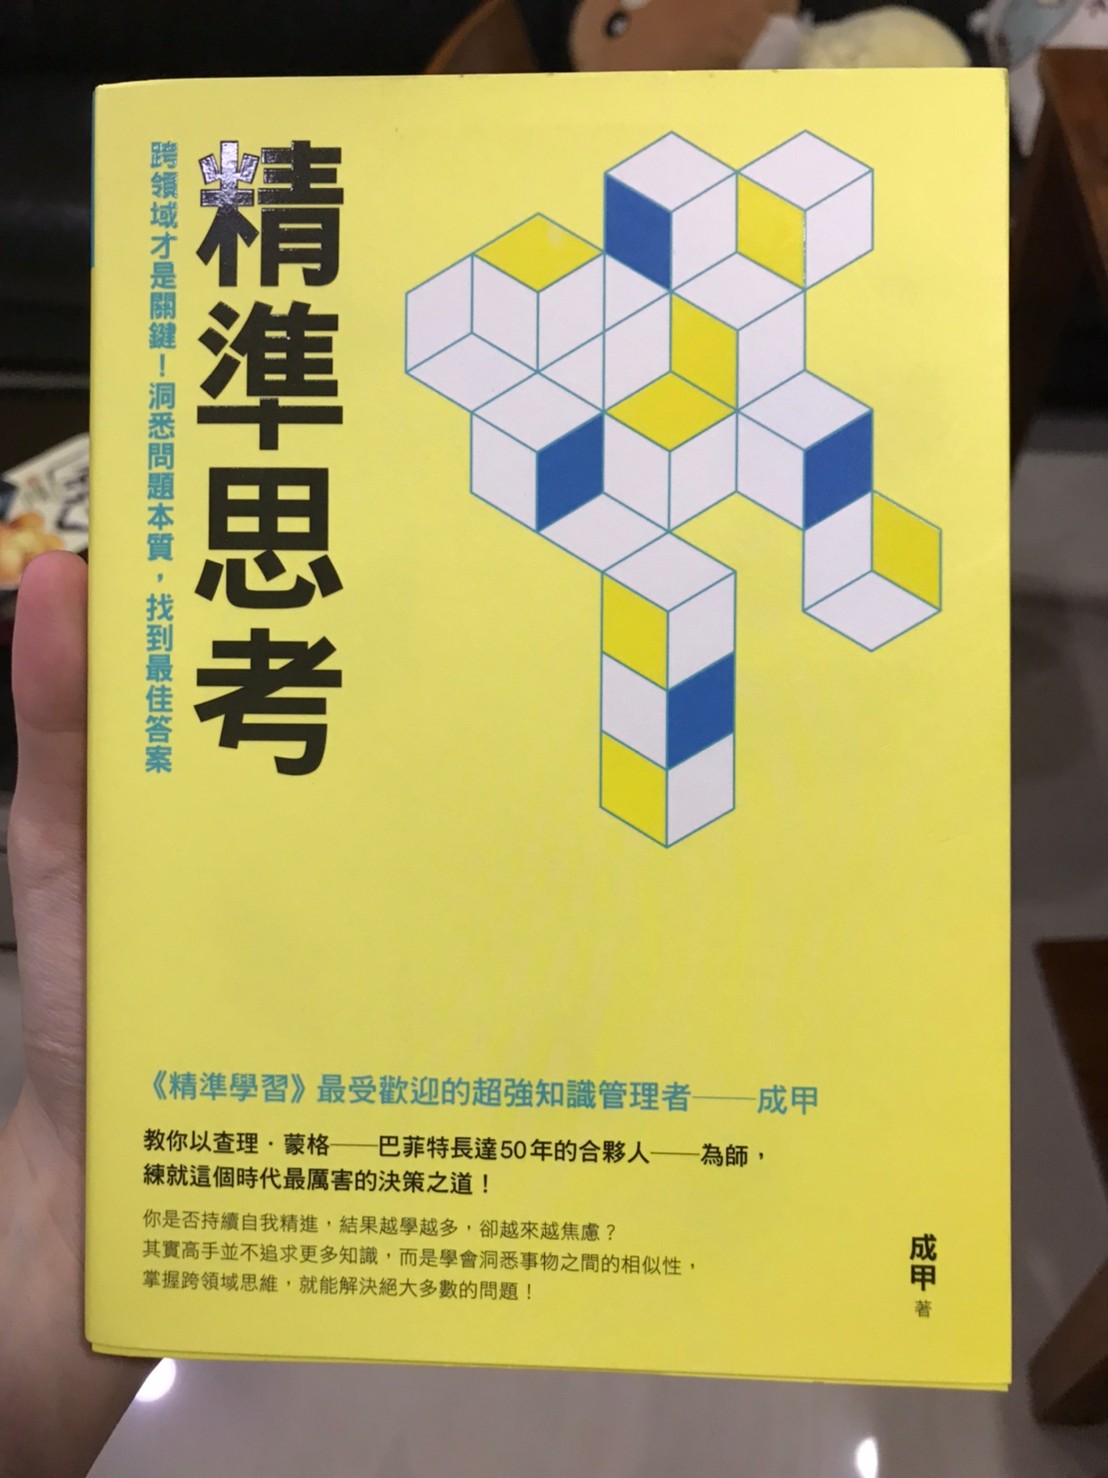 精準思考
跨領域才是關鍵！洞悉問題本質，找到最佳答案
《精準學習》最受歡迎的超強知識管理者——成甲
教你以查理．蒙格——巴菲特長達50年的合夥人——為師，
練就這個時代最厲害的決策之道！
你是否持續自我精進，結果越學越多，卻越來越焦慮？
其實高手並不追求更多知識，而是學會洞悉事物之間的相似性，
掌握跨領域思維，就能解決絕大多數的問題！
成甲 著